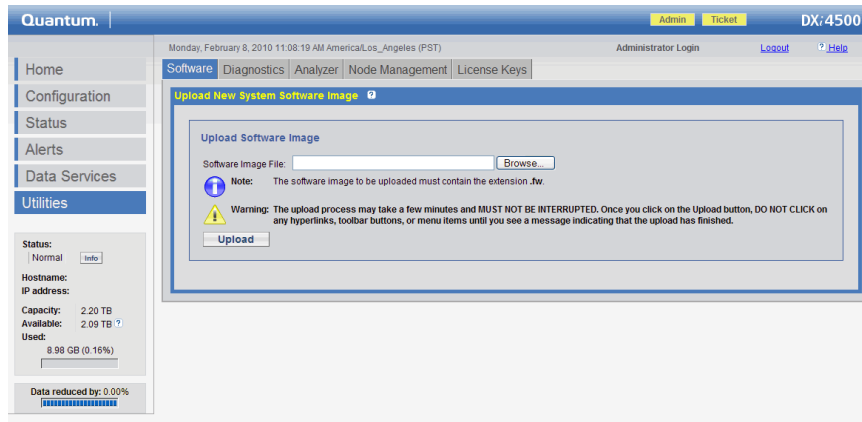 Quantum.
Admin
Ticket
DXi4500
Monday, February 8, 2010 11:08:19 AM America/Los_Angeles (PST)
Administrator Login
Logout
? Help
Home
Configuration
Status
Alerts
Data Services
Utilities
Software
Diagnostics
Analyzer
Node Management
License Keys
Upload New System Software Image ?
Upload Software Image
Software Image File:
Browse...
Note: The software image to be uploaded must contain the extension .fw.
Warning: The upload process may take a few minutes and MUST NOT BE INTERRUPTED. Once you click on the Upload button, DO NOT CLICK on
any hyperlinks, toolbar buttons, or menu items until you see a message indicating that the upload has finished.
Upload
Status:
Normal
Info
Hostname:
IP address:
Capacity: 2.20 TB
Available: 2.09 TB ?
Used:
8.98 GB (0.16%)
Data reduced by: 0.00%